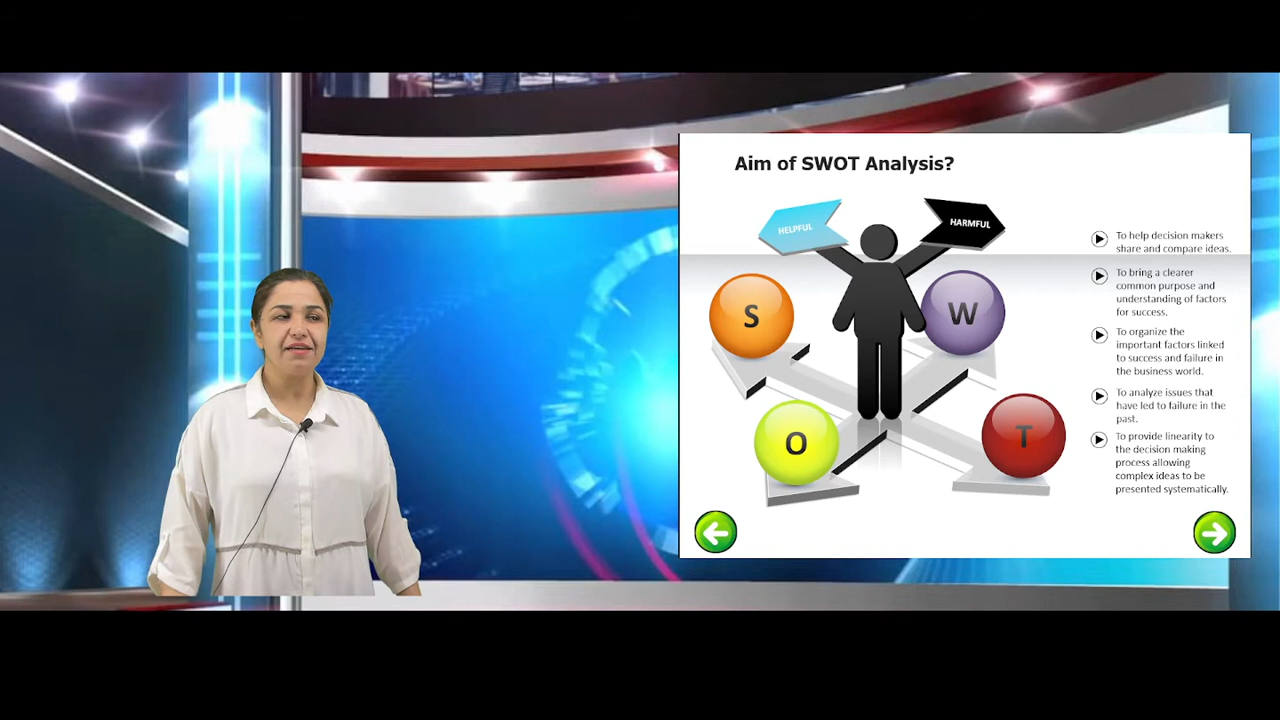 Aim of SWOT Analysis?
HELPFUL
HARMFUL
S
W
O
T
To help decision makers
share and compare ideas.
To bring a clearer
common purpose and
understanding of factors
for success.
To organize the
important factors linked
to success and failure in
the business world.
To analyze issues that
have led to failure in the
past.
To provide linearity to
the decision making
process allowing
complex ideas to be
presented systematically.